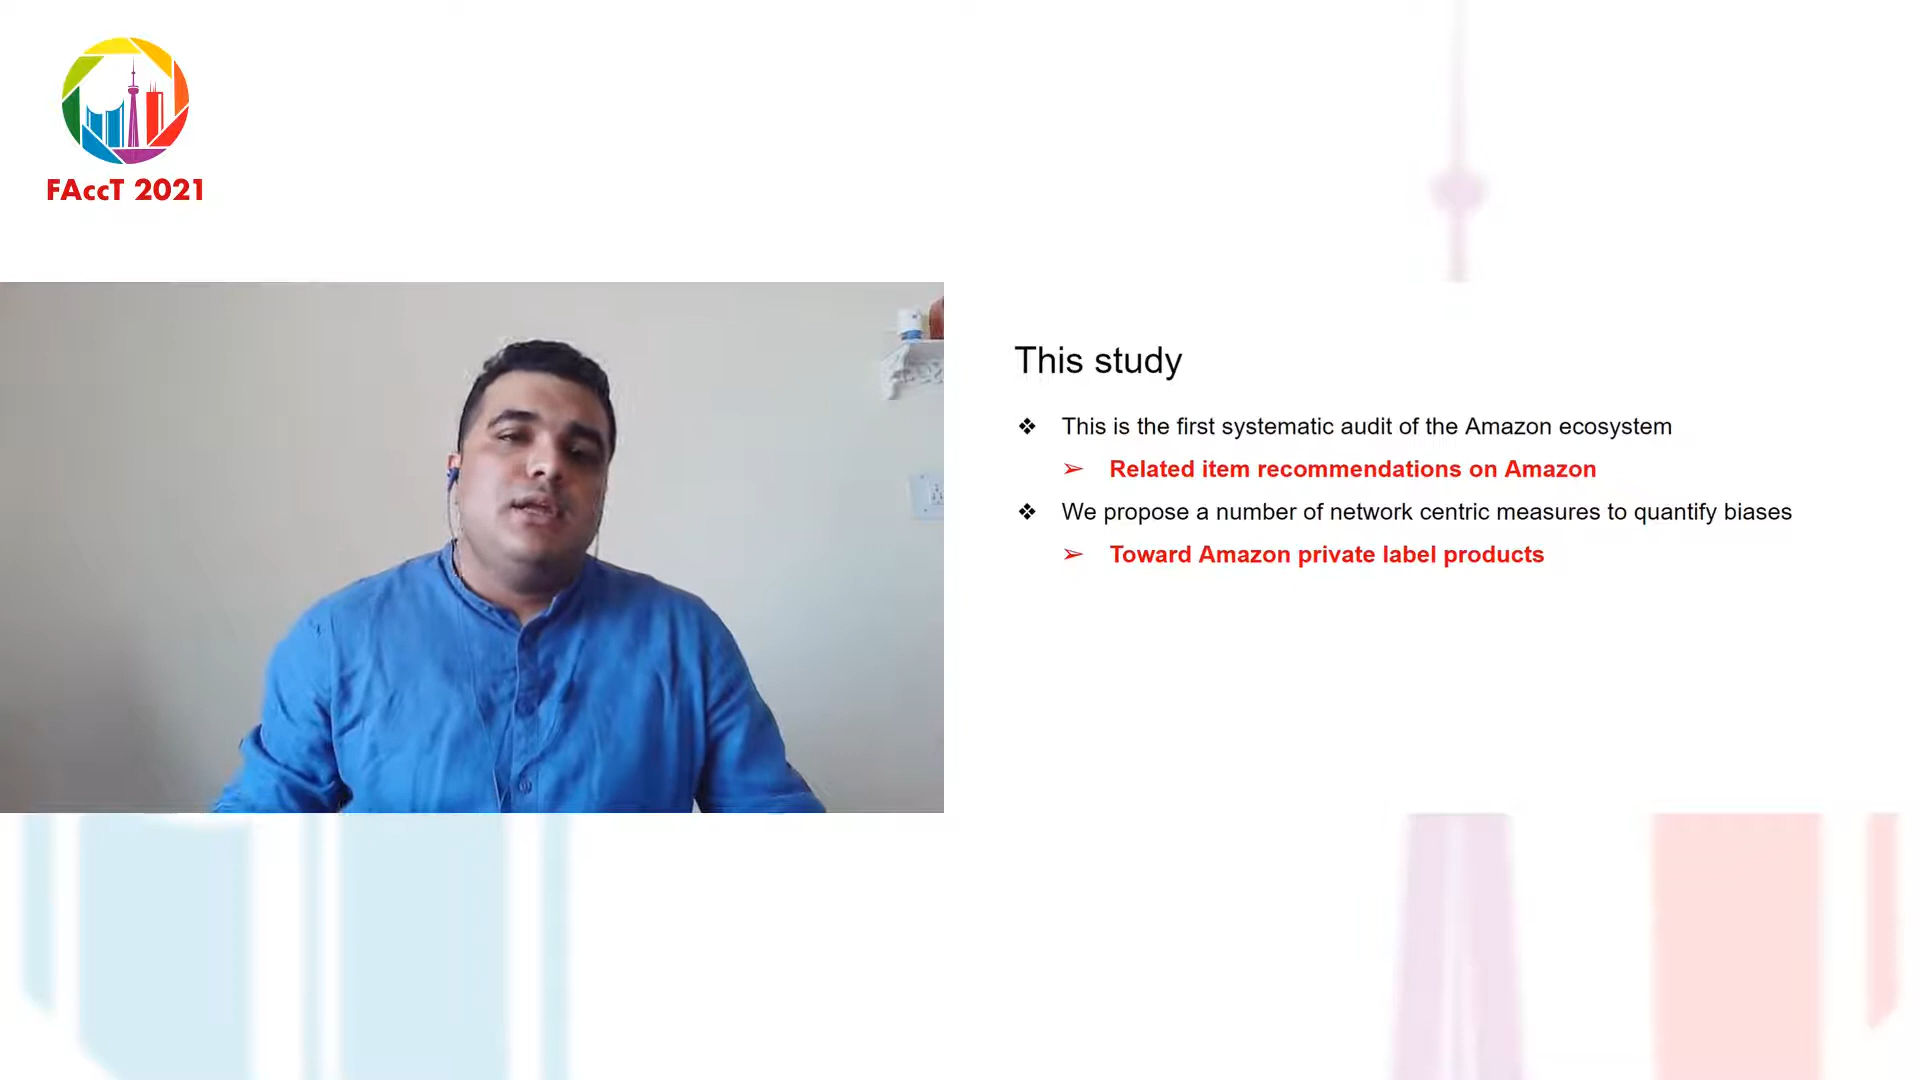 FAccT 2021
This study
❖ This is the first systematic audit of the Amazon ecosystem
➢ Related item recommendations on Amazon
❖ We propose a number of network centric measures to quantify biases
➢ Toward Amazon private label products